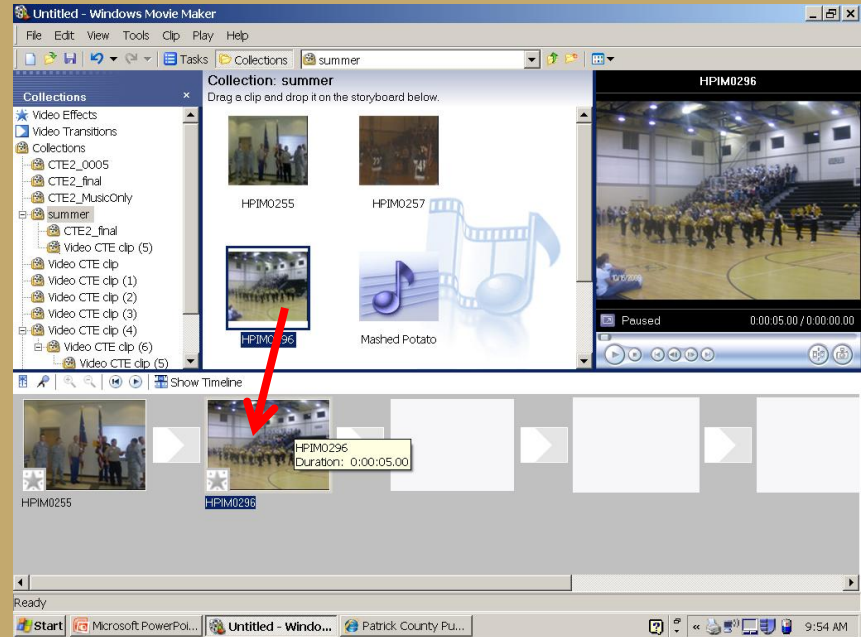 Untitled - Windows Movie Maker
File Edit View Tools Clip Play Help
Tasks Collections summer
Collections ×
Video Effects
Video Transitions
Collections
CTE2_0005
CTE2_final
CTE2_MusicOnly
summer
CTE2_final
Video CTE clip (5)
Video CTE clip
Video CTE clip (1)
Video CTE clip (2)
Video CTE clip (3)
Video CTE clip (4)
Video CTE clip (6)
Video CTE clip (5)
Collection: summer
Drag a clip and drop it on the storyboard below.
HPIM0255
HPIM0257
HPIM0296
Mashed Potato
HPIM0296
10/15/2009
Paused 0:00:05.00 / 0:00:00.00
Show Timeline
HPIM0296
Duration: 0:00:05.00
HPIM0255
HPIM0296
Ready
Start Microsoft PowerPoi... Untitled - Windo... Patrick County Pu... « 9:54 AM